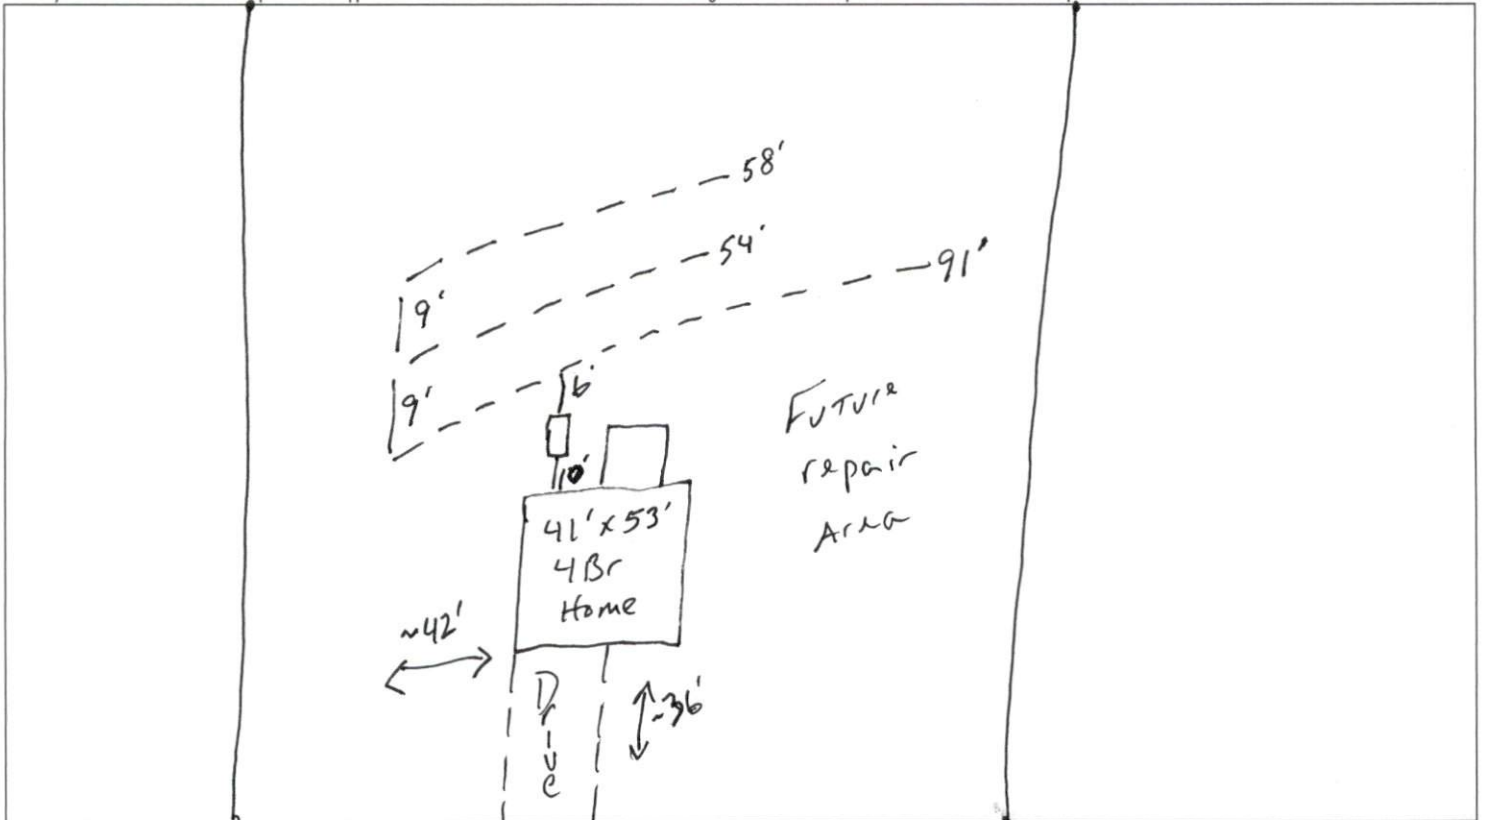 58'
54'
91'
9'
9'
6'
10'
Future
repair
Area
41' x 53'
4Br
Home
~42'
Drive
~36'